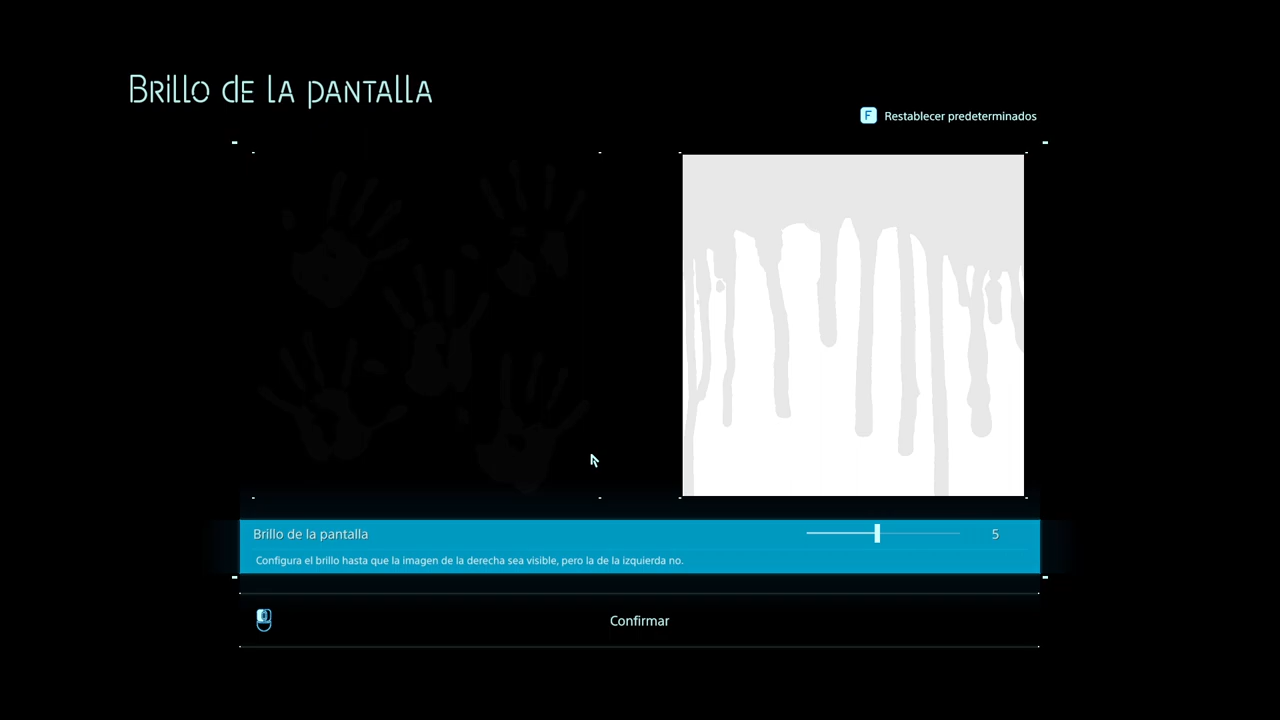 Brillo de la pantalla
F Restablecer predeterminados
Brillo de la pantalla 5
Configura el brillo hasta que la imagen de la derecha sea visible, pero la de la izquierda no.
Confirmar